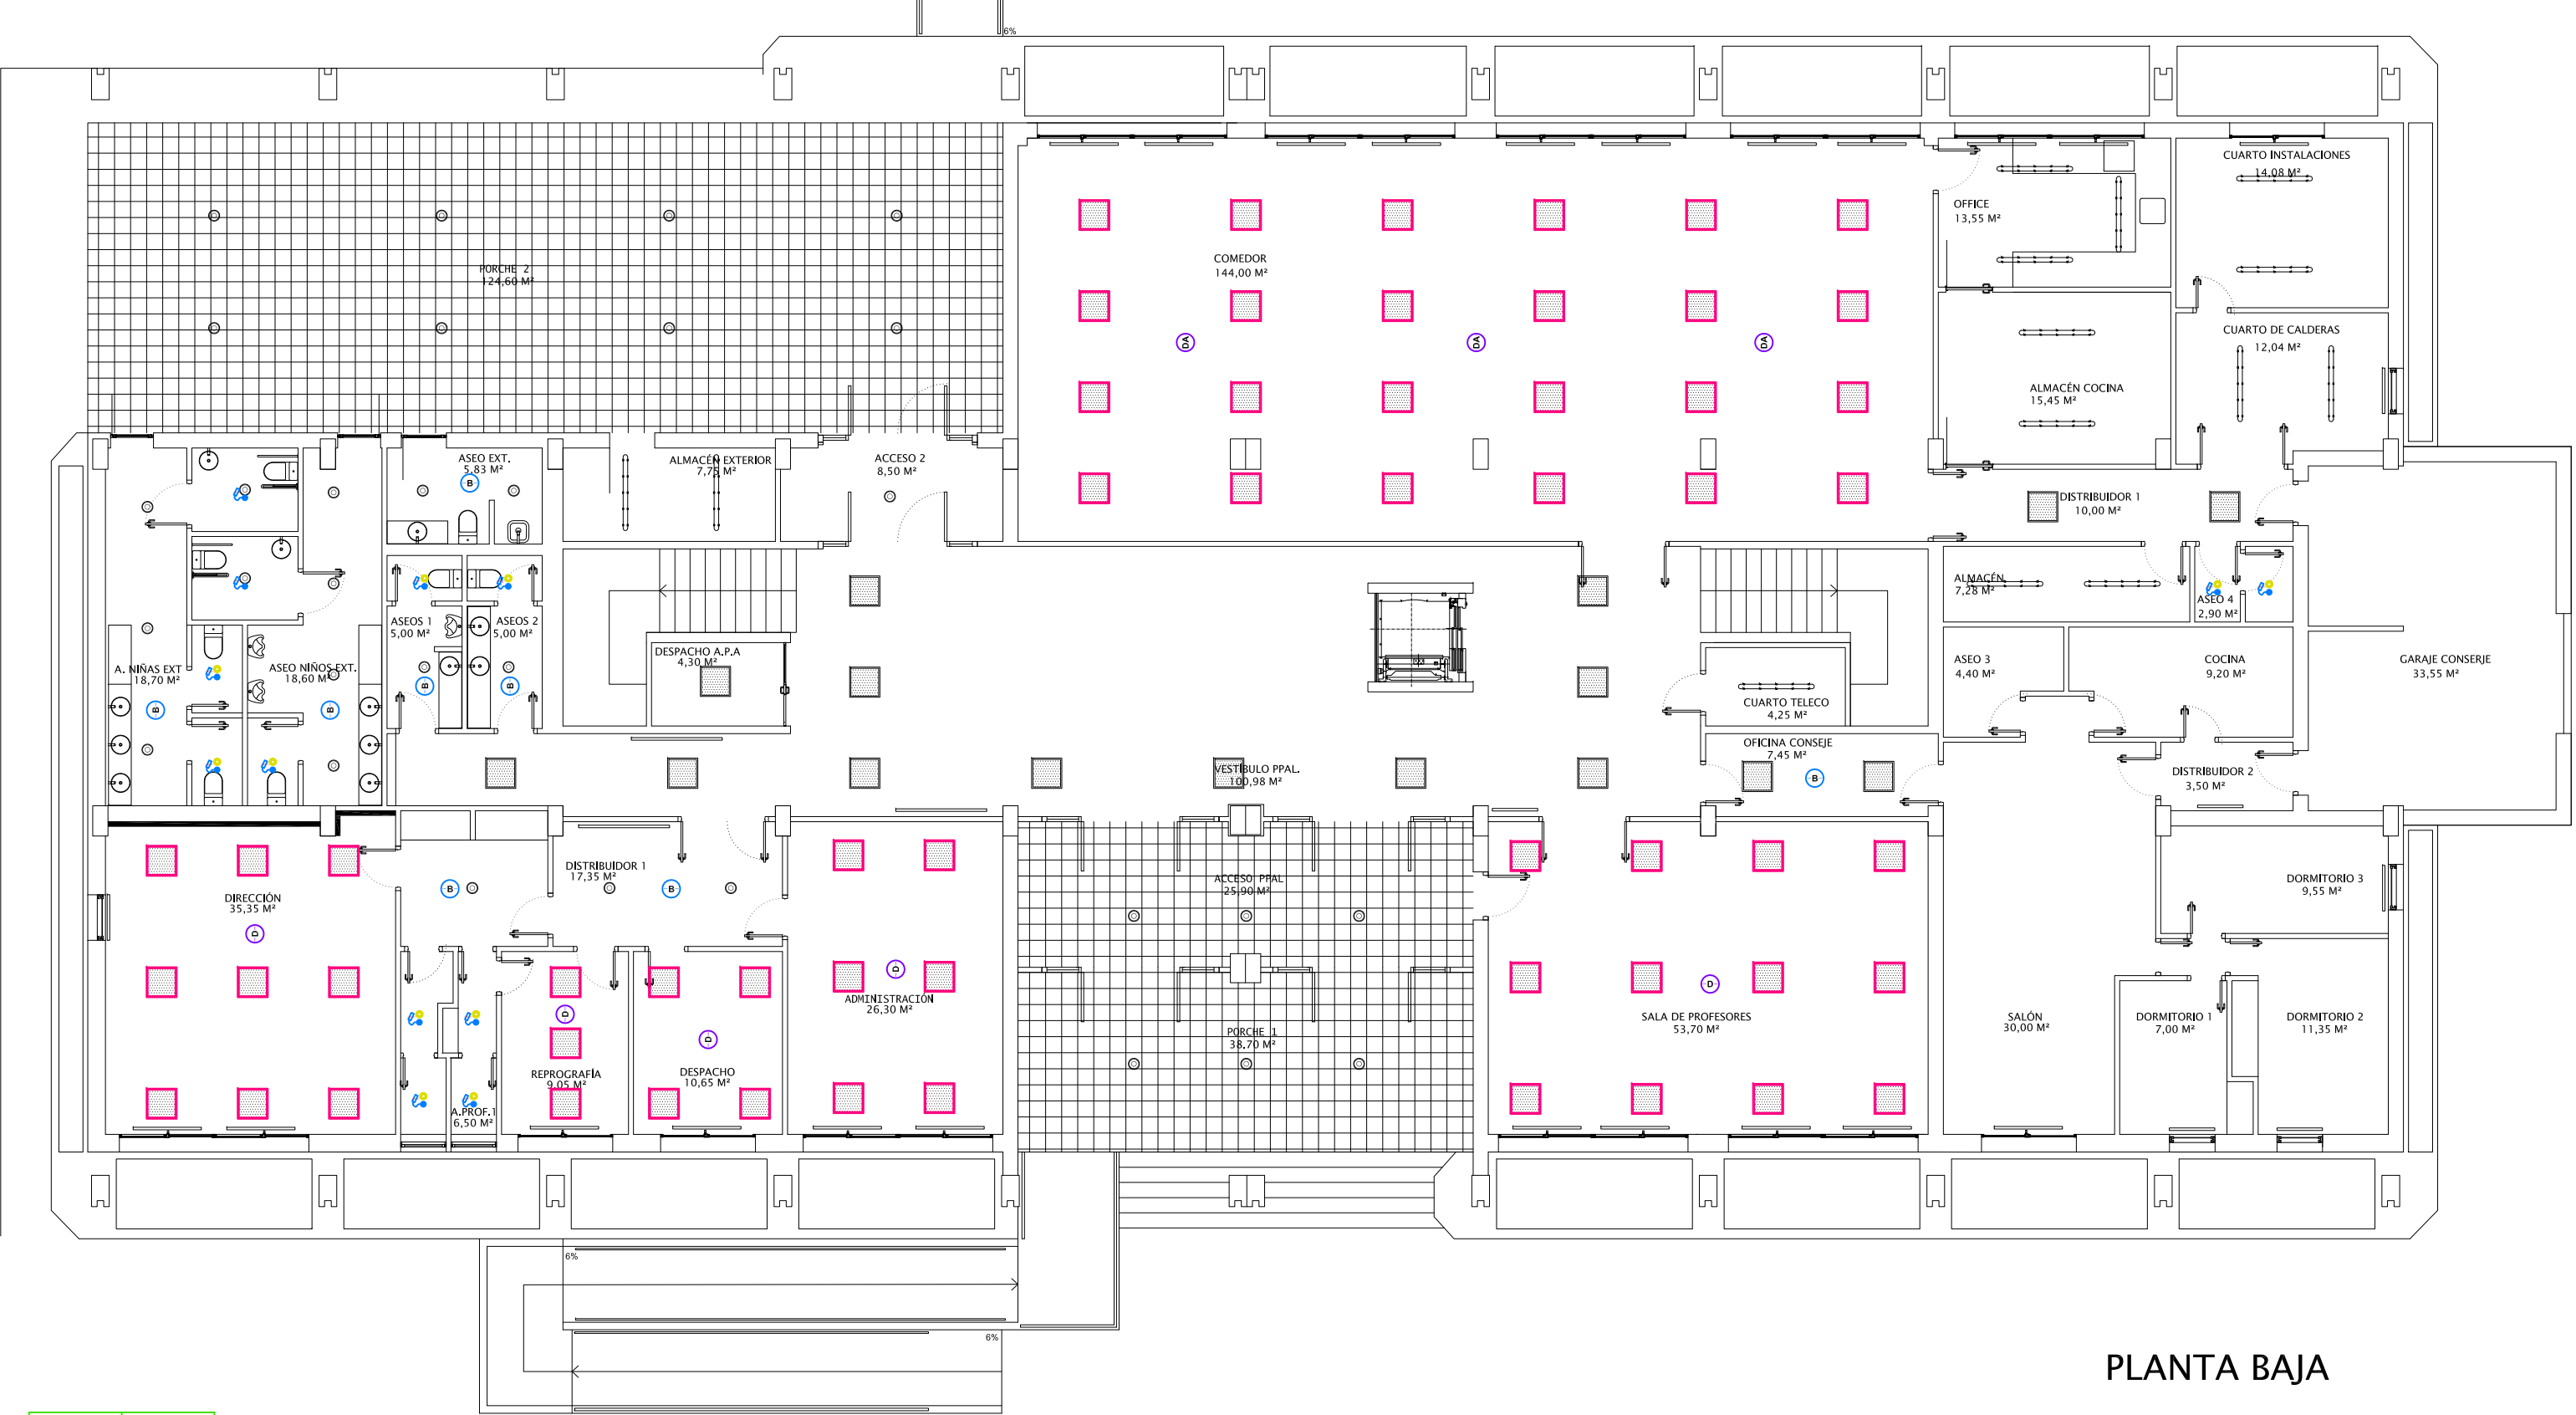 6%
CUARTO INSTALACIONES
14,08 M²
OFFICE
13,55 M²
COMEDOR
144,00 M²
PORCHE 2
124,60 M²
CUARTO DE CALDERAS
12,04 M²
DA
DA
DA
ALMACÉN COCINA
15,45 M²
ASEO EXT.
5,83 M²
B
ALMACÉN EXTERIOR
7,75 M²
ACCESO 2
8,50 M²
DISTRIBUIDOR 1
10,00 M²
ALMACÉN
7,28 M²
ASEO 4
2,90 M²
ASEOS 1
5,00 M²
ASEOS 2
5,00 M²
DESPACHO A.P.A
4,30 M²
A. NIÑAS EXT
18,70 M²
ASEO NIÑOS EXT.
18,60 M²
B
B
B
B
ASEO 3
4,40 M²
COCINA
9,20 M²
GARAJE CONSERJE
33,55 M²
CUARTO TELECO
4,25 M²
OFICINA CONSEJE
7,45 M²
B
VESTÍBULO PPAL.
100,98 M²
DISTRIBUIDOR 2
3,50 M²
DISTRIBUIDOR 1
17,35 M²
B
B
DIRECCIÓN
35,35 M²
D
ACCESO PPAL
25,90 M²
DORMITORIO 3
9,55 M²
D
ADMINISTRACIÓN
26,30 M²
D
D
D
SALA DE PROFESORES
53,70 M²
SALÓN
30,00 M²
DORMITORIO 1
7,00 M²
DORMITORIO 2
11,35 M²
PORCHE 1
38.70 M²
REPROGRAFÍA
9,05 M²
DESPACHO
10,65 M²
A.PROF.1
6,50 M²
6%
6%
PLANTA BAJA